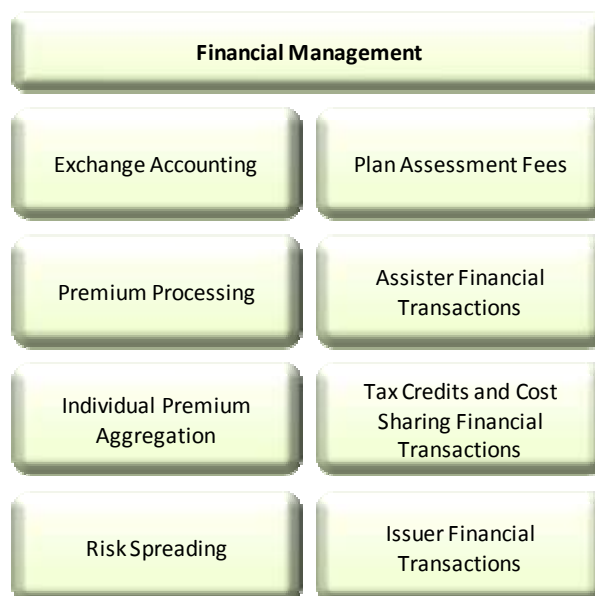 Financial Management
Exchange Accounting
Plan Assessment Fees
Premium Processing
Assister Financial
Transactions
Individual Premium
Aggregation
Tax Credits and Cost
Sharing Financial
Transactions
Risk Spreading
Issuer Financial
Transactions